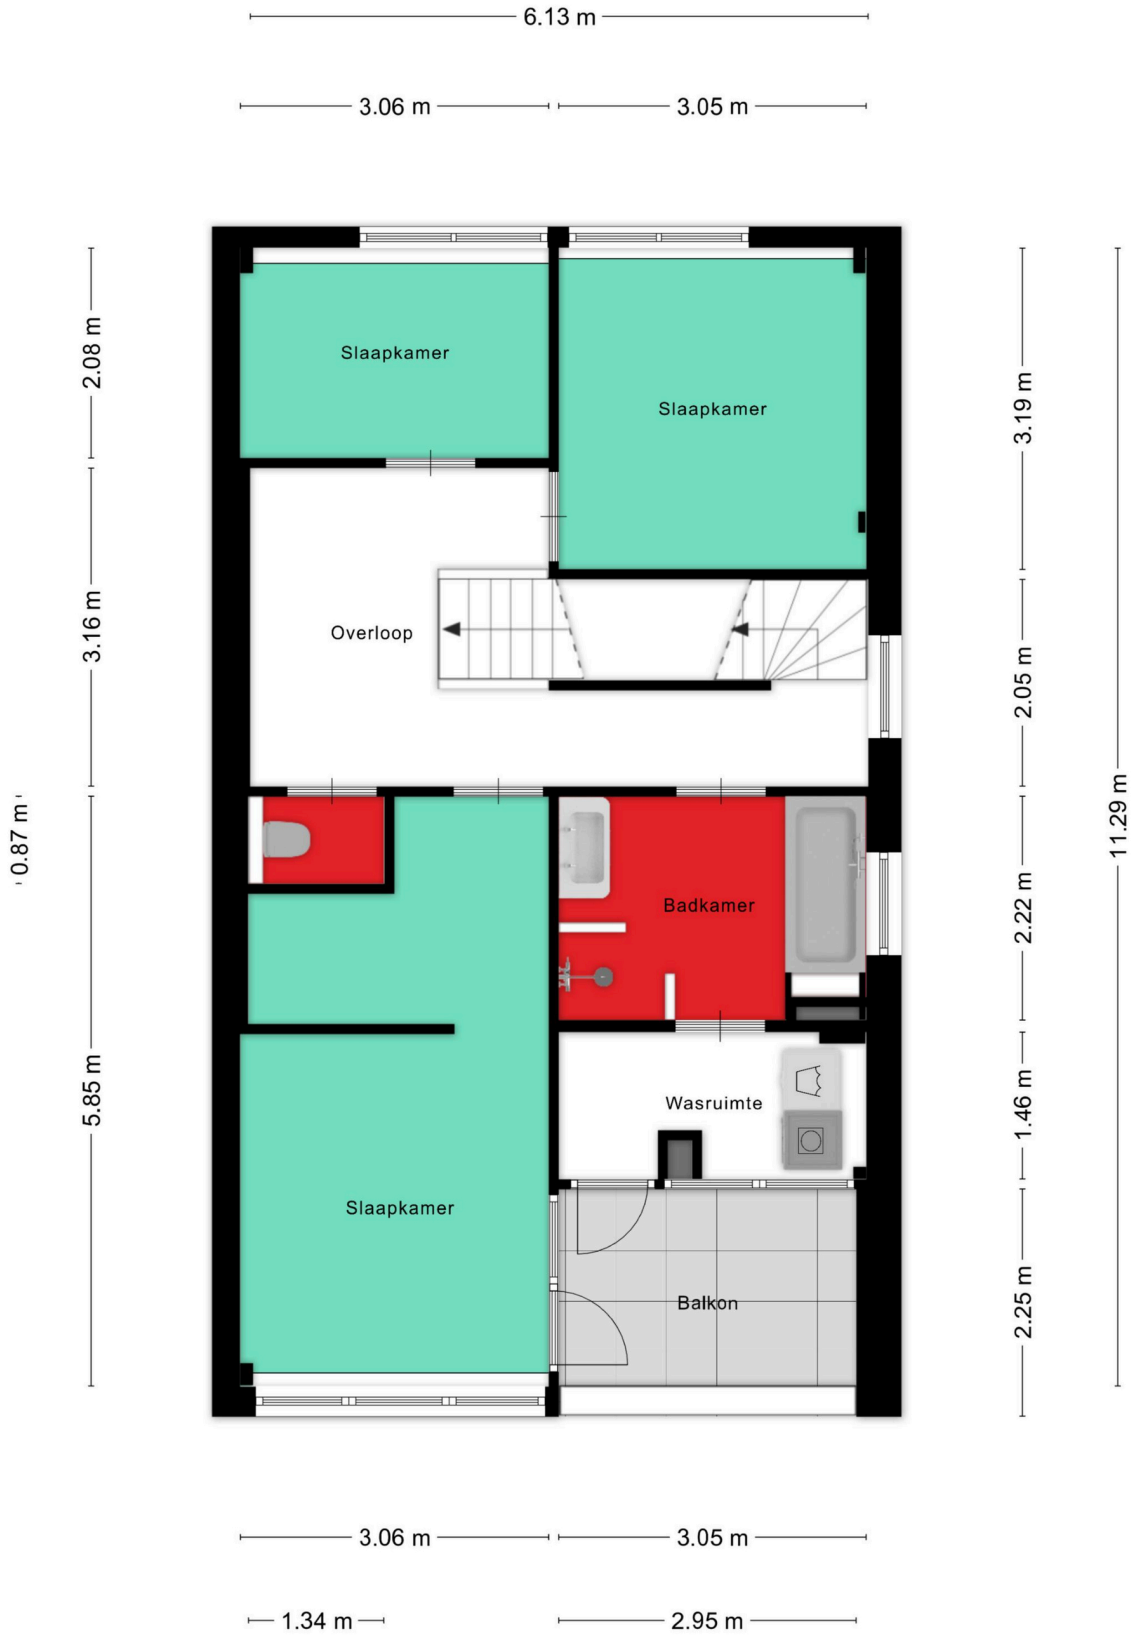 6.13 m
3.06 m
3.05 m
2.08 m
Slaapkamer
Slaapkamer
3.19 m
3.16 m
Overloop
2.05 m
0.87 m
11.29 m
Badkamer
2.22 m
5.85 m
Wasruimte
1.46 m
Slaapkamer
Balkon
2.25 m
3.06 m
3.05 m
1.34 m
2.95 m